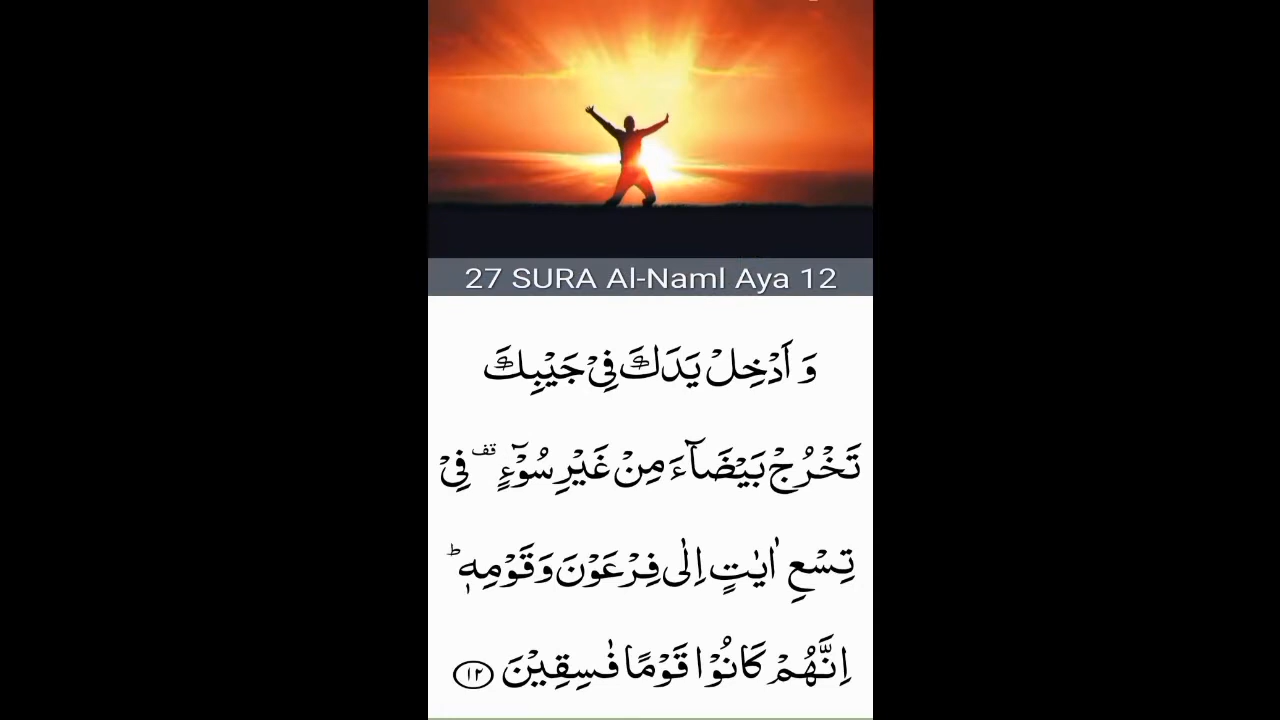 27 SURA Al-Naml Aya 12
وَ اَدْخِلْ يَدَكَ فِیْ جَیْبِكَ
تَخْرُجْ بَیْضَآءَ مِنْ غَیْرِ سُوْٓءٍ ۫ قف فِیْ
تِسْعِ اٰیٰتٍ اِلٰى فِرْعَوْنَ وَ قَوْمِهٖ ؕ
اِنَّهُمْ كَانُوْا قَوْمًا فٰسِقِیْنَ ۝۱۲